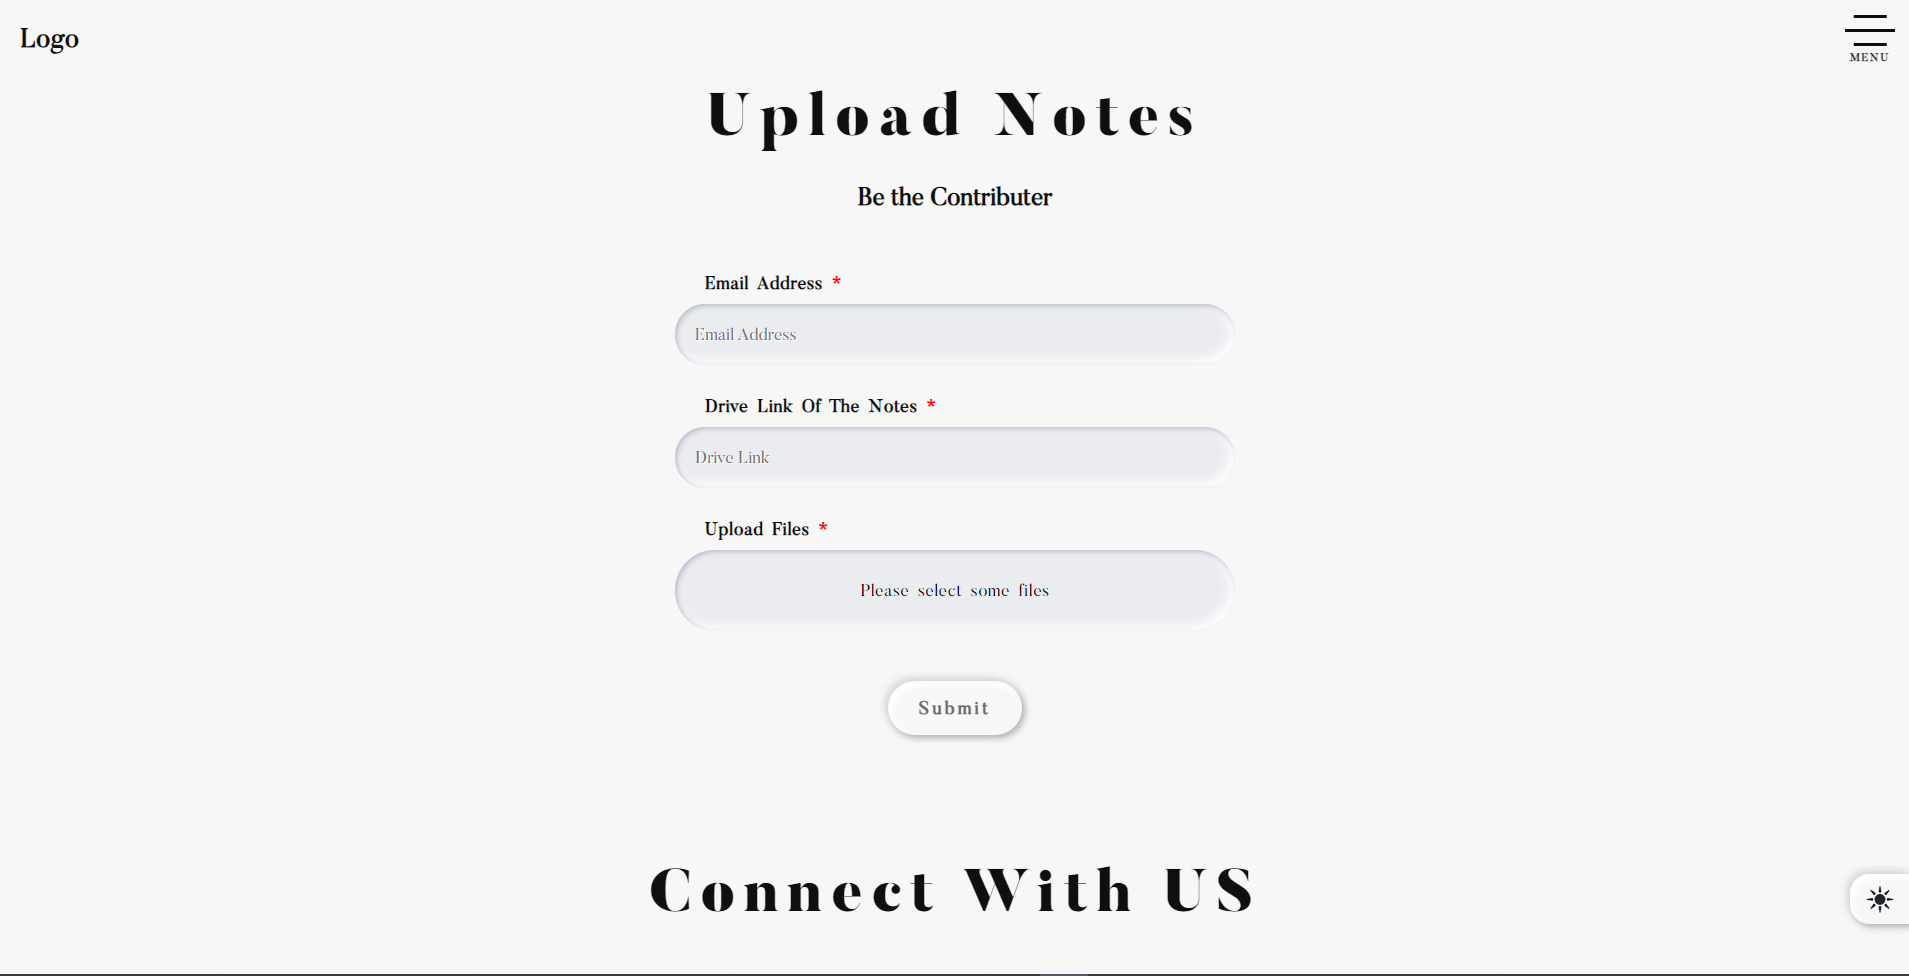 Logo
MENU
Upload Notes
Be the Contributer
Email Address *
Email Address
Drive Link Of The Notes *
Drive Link
Upload Files *
Please select some files
Submit
Connect With US